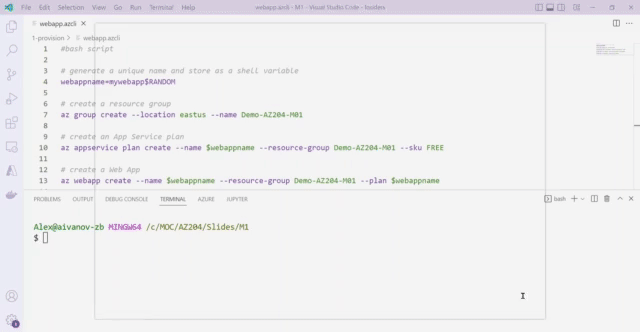 File Edit Selection View Go Run Terminal Help
webapp.azcli - M1 - Visual Studio Code - Insiders
webapp.azcli
1-provision > webapp.azcli
1 #bash script
2
3 # generate a unique name and store as a shell variable
4 webappname=mywebapp$RANDOM
5
6 # create a resource group
7 az group create --location eastus --name Demo-AZ204-M01
8
9 # create an App Service plan
10 az appservice plan create --name $webappname --resource-group Demo-AZ204-M01 --sku FREE
11
12 # create a Web App
13 az webapp create --name $webappname --resource-group Demo-AZ204-M01 --plan $webappname
PROBLEMS OUTPUT DEBUG CONSOLE TERMINAL AZURE JUPYTER
bash
Alex@aivanov-zb MINGW64 /c/MOC/AZ204/Slides/M1
$